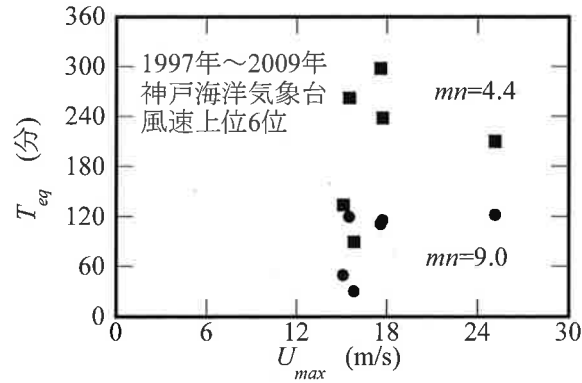 360
300
240
180
120
60
0
T_eq (分)
1997年～2009年
神戸海洋気象台
風速上位6位
mn=4.4
mn=9.0
0 6 12 18 24 30
U_max (m/s)